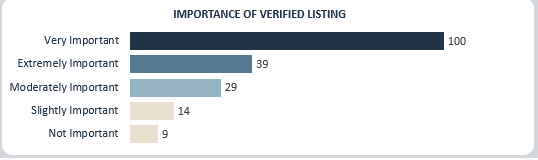 IMPORTANCE OF VERIFIED LISTING
Very Important 100
Extremely Important 39
Moderately Important 29
Slightly Important 14
Not Important 9